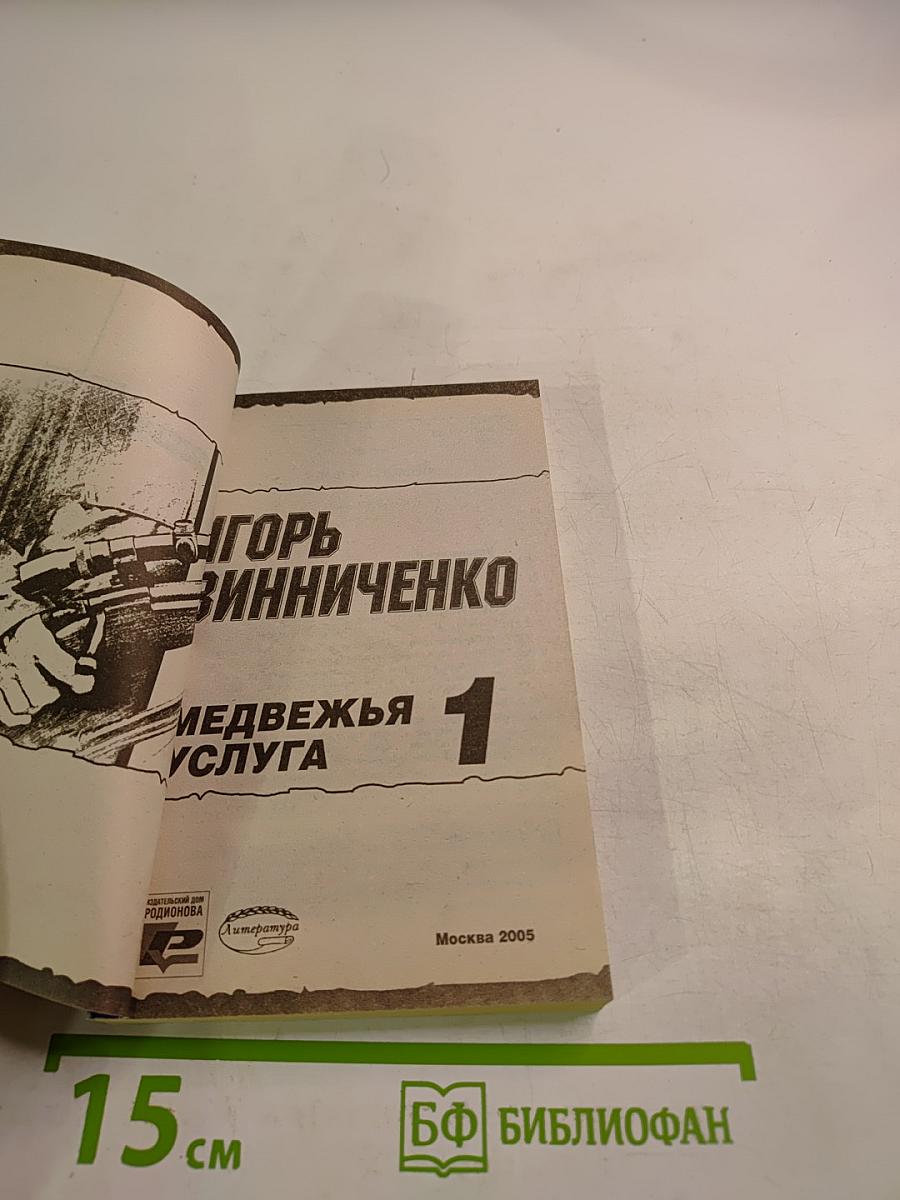 ИГОРЬ
ВИННИЧЕНКО
МЕДВЕЖЬЯ
УСЛУГА
1
ИЗДАТЕЛЬСКИЙ ДОМ
РОДИОНОВА
Литература
Москва 2005
15 см
БФ БИБЛИОФАН